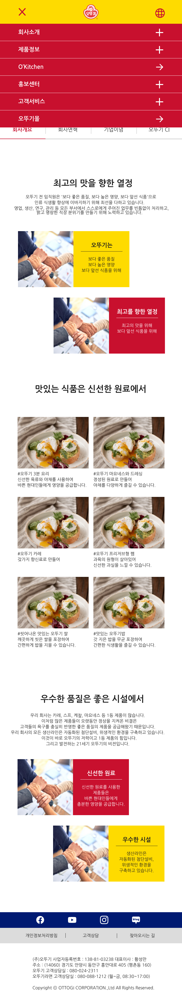 오뚜기
회사소개
제품정보
O'Kitchen
홍보센터
고객서비스
오뚜기몰
회사개요 회사연혁 기업이념 오뚜기 CI
최고의 맛을 향한 열정
오뚜기 전 임직원은 '보다 좋은 품질, 보다 높은 영양, 보다 앞선 식품'으로
인류 식생활 향상에 이바지하기 위해 최선을 다하고 있습니다.
영업, 생산, 연구, 관리 등 모든 부서에서 스스로에게 주어진 업무를 빈틈없이 처리하고,
밝고 명랑한 직장 분위기를 만들기 위해 노력하고 있습니다.
오뚜기는
보다 좋은 품질
보다 높은 영양
보다 앞선 식품을 위해
최고를 향한 열정
최고의 맛을 위해
보다 앞선 식품을 위해
맛있는 식품은 신선한 원료에서
#오뚜기 3분 요리
신선한 육류와 야채를 사용하여
바쁜 현대인들에게 영양을 공급합니다.
#오뚜기 마요네스와 드레싱
정성된 원료로 만들어
야채를 다양하게 즐길 수 있습니다.
#오뚜기 카레
갖가지 향신료로 만들어
#오뚜기 프리저브형 쨈
과육의 원형이 살아있어
신선한 과실을 느낄 수 있습니다.
#씻어나온 맛있는 오뚜기 쌀
깨끗하게 씻은 쌀을 포장하여
간편하게 밥을 지을 수 있습니다.
#맛있는 오뚜기밥
갓 지은 밥을 무균 포장하여
간편한 식생활을 즐길 수 있습니다.
우수한 품질은 좋은 시설에서
우리 회사는 카레, 스프, 케찦, 마요네스 등 1등 제품이 많습니다.
이처럼 많은 제품들이 오랫동안 정상을 지켜온 비결은
고객들의 욕구를 충실히 반영한 좋은 품질의 제품을 공급해왔기 때문입니다.
우리 회사의 모든 생산라인은 자동화된 첨단설비, 위생적인 환경을 구축하고 있습니다.
이것이 바로 오뚜기의 저력이고 1등 제품의 힘입니다.
그리고 발전하는 21세기 오뚜기의 비전입니다.
신선한 원료
신선한 원료를 사용한
제품들은
바쁜 현대인들에게
충분한 영양을 공급합니다.
우수한 시설
생산라인은
자동화된 첨단설비,
위생적인 환경을
구축하고 있습니다.
blog
개인정보처리방침 고객상담 찾아오시는 길
(주)오뚜기 사업자등록번호 : 138-81-03238 대표이사 : 황성만
주소 : (14060) 경기도 안양시 동안구 흥안대로 405 (평촌동 160)
오뚜기 고객상담실 : 080-024-2311
오뚜기라면 고객상담실 : 080-088-1212 (월~금, 08:30~17:00)
Copyright ⓒ OTTOGI CORPORATION.,Ltd All Rights Reserved.